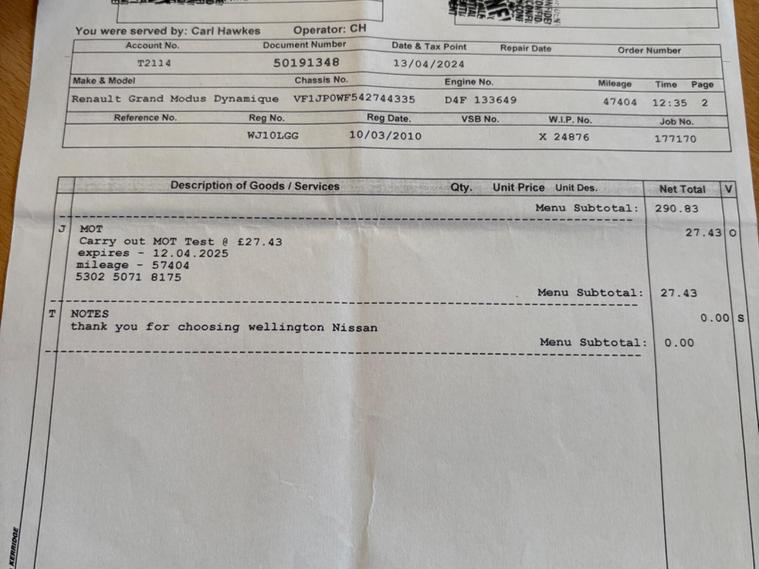 You were served by: Carl Hawkes Operator: CH
Account No. Document Number Date & Tax Point Repair Date Order Number
T2114 50191348 13/04/2024
Make & Model Chassis No. Engine No. Mileage Time Page
Renault Grand Modus Dynamique VF1JP0WF542744335 D4F 133649 47404 12:35 2
Reference No. Reg No. Reg Date. VSB No. W.I.P. No. Job No.
WJ10LGG 10/03/2010 X 24876 177170
Description of Goods / Services Qty. Unit Price Unit Des. Net Total V
Menu Subtotal: 290.83
J MOT 27.43 O
Carry out MOT Test @ £27.43
expires - 12.04.2025
mileage - 57404
5302 5071 8175
Menu Subtotal: 27.43
T NOTES 0.00 S
thank you for choosing wellington Nissan
Menu Subtotal: 0.00
KERRIDGE